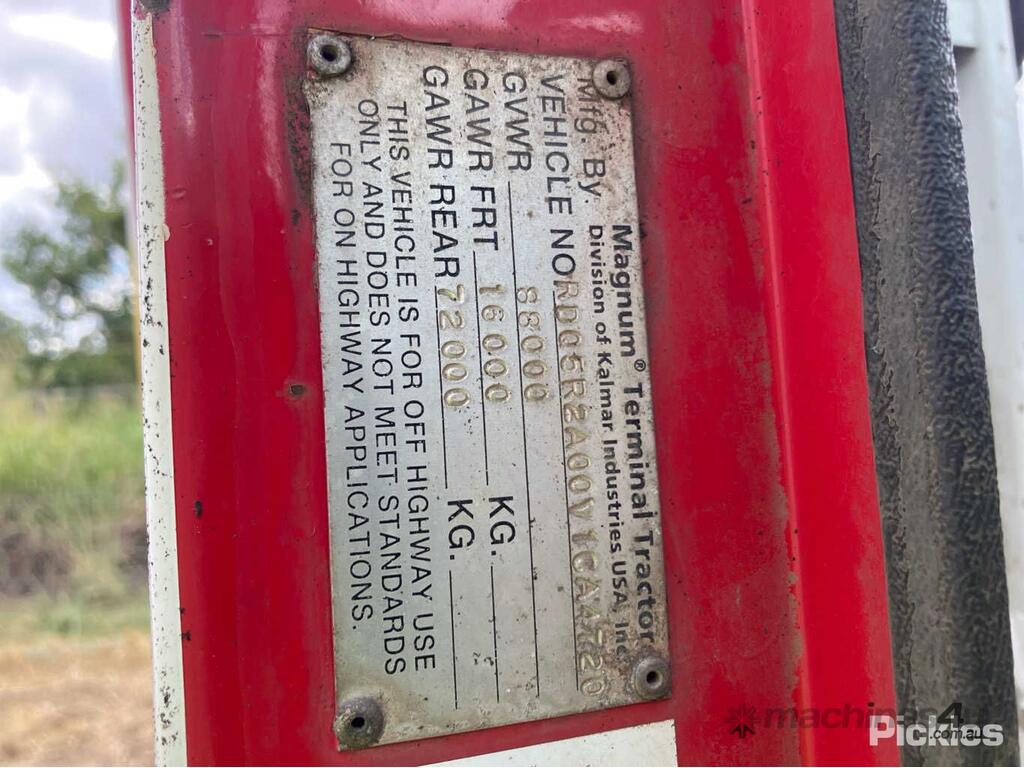 Mfg. By. Magnum® Terminal Tractor
Division of Kalmar Industries. USA, Inc
VEHICLE NO
GVWR 88000
GAWR FRT 16000 KG.
GAWR REAR 72000 KG.
THIS VEHICLE IS FOR OFF HIGHWAY USE
ONLY AND DOES NOT MEET STANDARDS
FOR ON HIGHWAY APPLICATIONS.
Pickles
.com.au